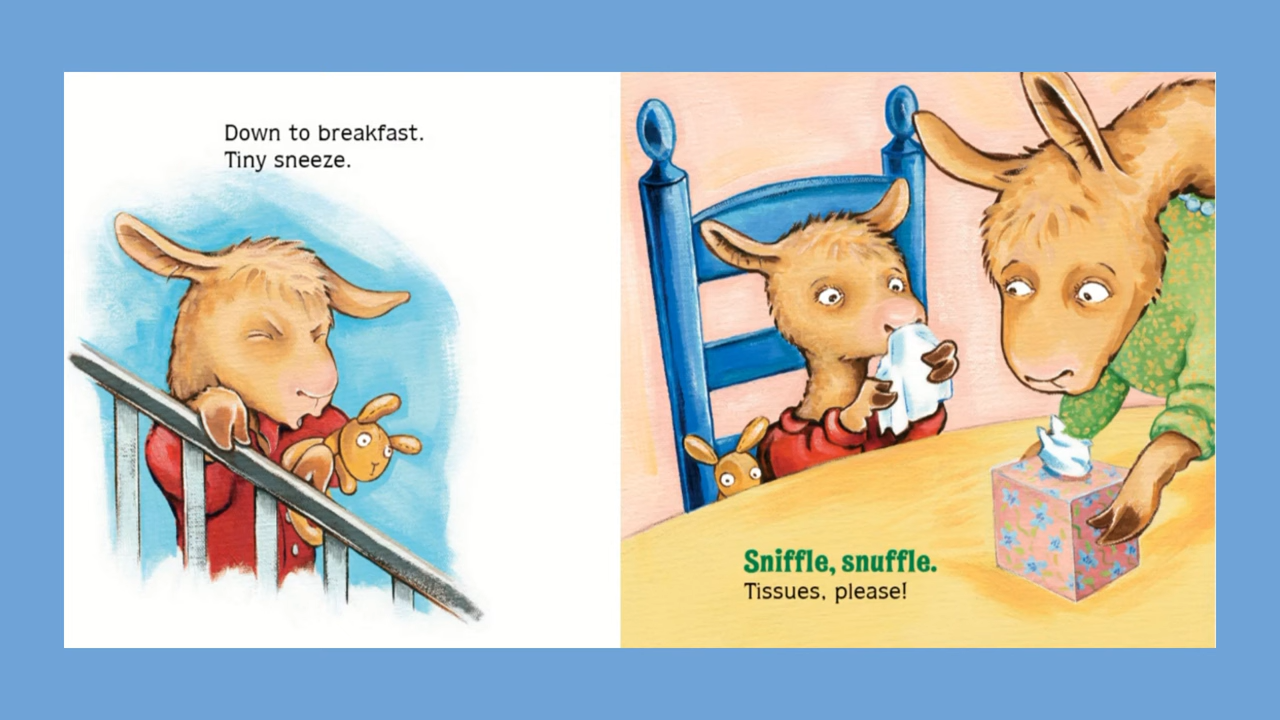 Down to breakfast.
Tiny sneeze.
Sniffle, snuffle.
Tissues, please!